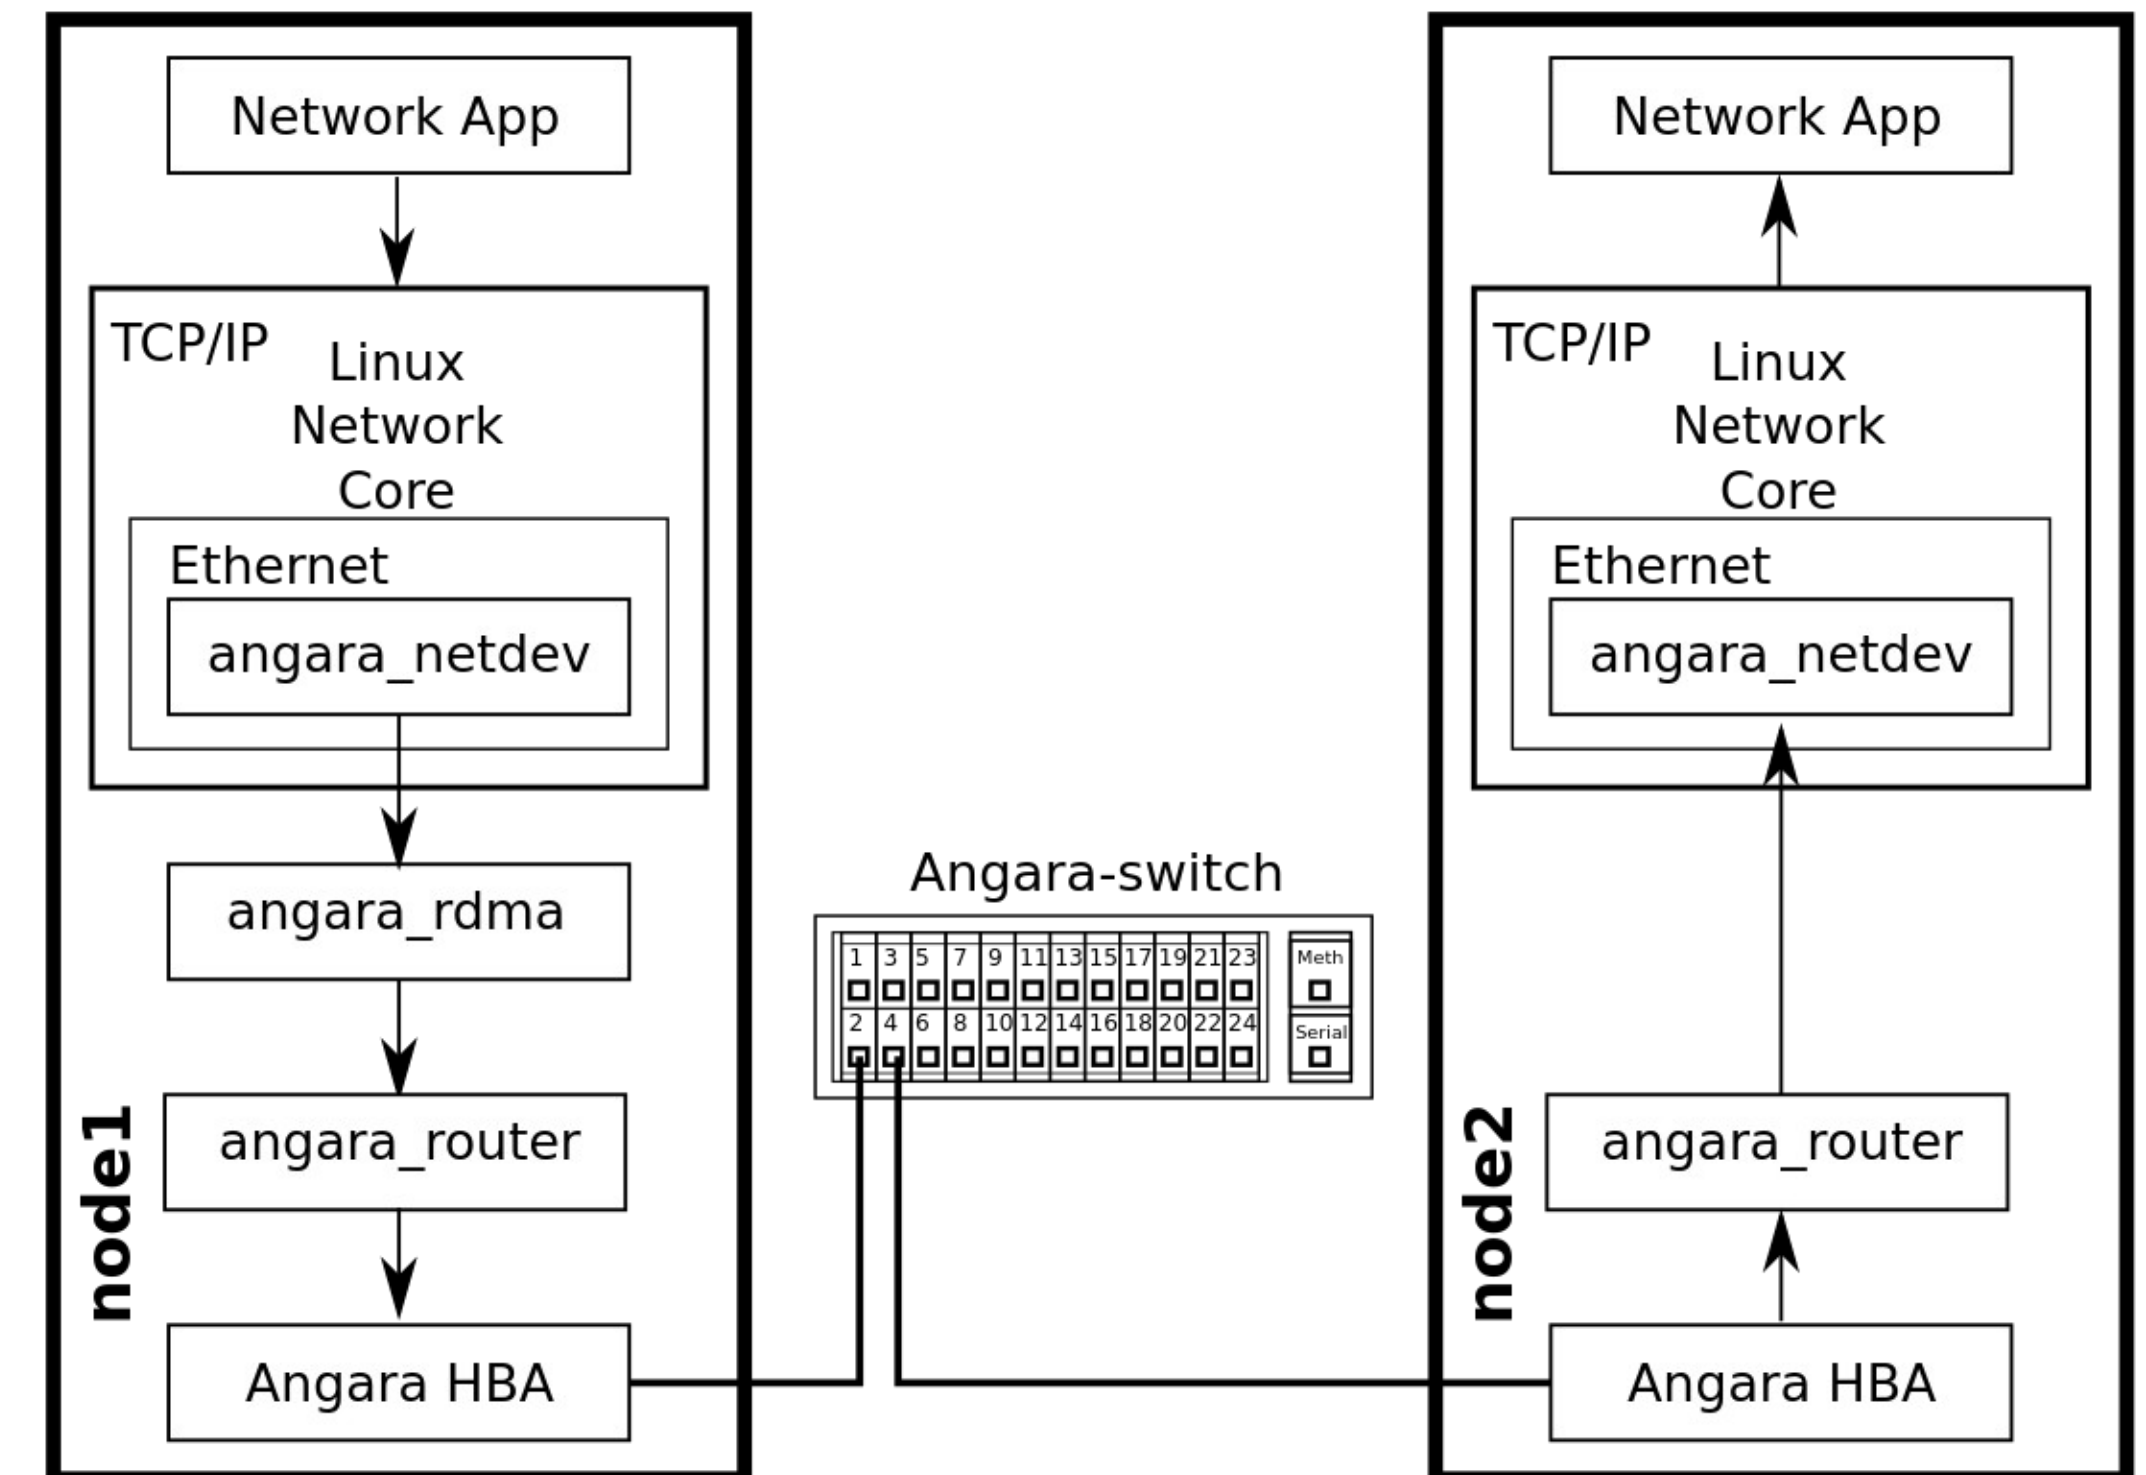 Network App
TCP/IP
Linux
Network
Core
Ethernet
angara_netdev
angara_rdma
angara_router
Angara HBA
node1
Angara-switch
1 3 5 7 9 11 13 15 17 19 21 23
Meth
2 4 6 8 10 12 14 16 18 20 22 24
Serial
Network App
TCP/IP
Linux
Network
Core
Ethernet
angara_netdev
angara_router
Angara HBA
node2